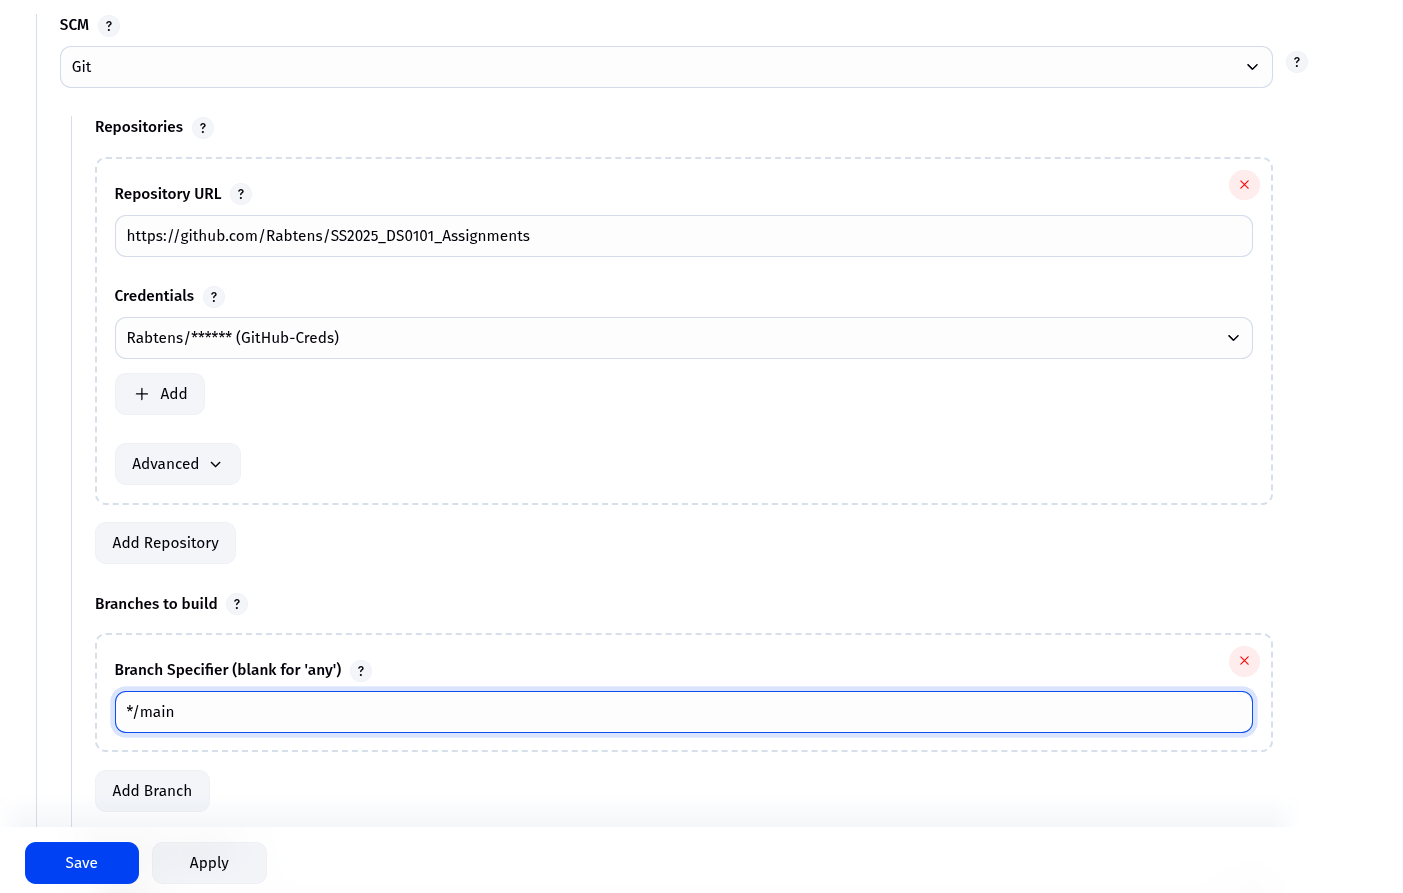 SCM ?
Git
?
Repositories ?
Repository URL ?
https://github.com/Rabtens/SS2025_DS0101_Assignments
Credentials ?
Rabtens/****** (GitHub-Creds)
+ Add
Advanced
Add Repository
Branches to build ?
Branch Specifier (blank for 'any') ?
*/main
Add Branch
Save Apply